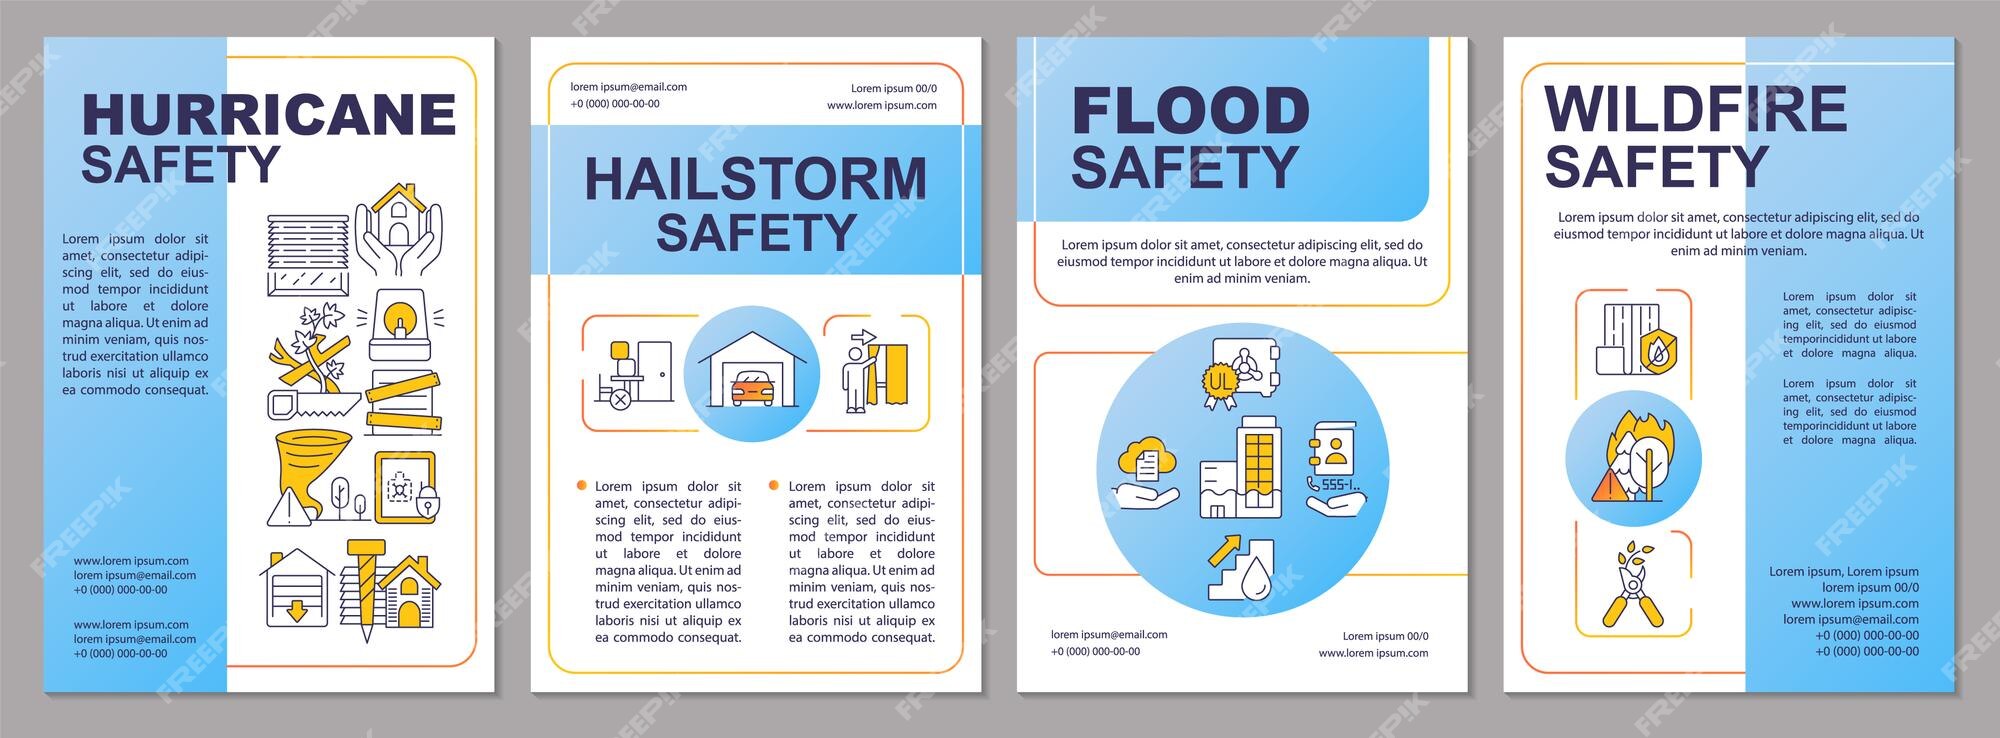 HURRICANE
SAFETY
Lorem ipsum dolor sit
amet, consectetur adipi-
scing elit, sed do eius-
mod tempor incididunt
ut labore et dolore
magna aliqua. Ut enim ad
minim veniam, quis nos-
trud exercitation ullamco
laboris nisi ut aliquip ex
ea commodo consequat.
www.lorem ipsum.com
lorem ipsum@email.com
+0 (000) 000-00-00
www.lorem ipsum.com
lorem ipsum@email.com
+0 (000) 000-00-00
lorem ipsum@email.com
+0 (000) 000-00-00
Lorem ipsum 00/0
www.lorem ipsum.com
HAILSTORM
SAFETY
Lorem ipsum dolor sit
amet, consectetur adipi-
scing elit, sed do eius-
mod tempor incididunt
ut labore et dolore
magna aliqua. Ut enim ad
minim veniam, quis nos-
trud exercitation ullamco
laboris nisi ut aliquip ex
ea commodo consequat.
Lorem ipsum dolor sit
amet, consectetur adipi-
scing elit, sed do eius-
mod tempor incididunt
ut labore et dolore
magna aliqua. Ut enim ad
minim veniam, quis nos-
trud exercitation ullamco
laboris nisi ut aliquip ex
ea commodo consequat.
FLOOD
SAFETY
Lorem ipsum dolor sit amet, consectetur adipiscing elit, sed do
eiusmod tempor incididunt ut labore et dolore magna aliqua. Ut
enim ad minim veniam.
UL
555-1..
lorem ipsum@email.com
+0 (000) 000-00-00
Lorem ipsum 00/0
www.lorem ipsum.com
WILDFIRE
SAFETY
Lorem ipsum dolor sit amet, consectetur adipiscing elit, sed do
eiusmod tempor incididunt ut labore et dolore magna aliqua. Ut
enim ad minim veniam.
Lorem ipsum dolor sit
amet, consectetur adipisc-
ing elit, sed do eiusmod
temporincididunt ut labore
et dolore magna aliqua.
Lorem ipsum dolor sit
amet, consectetur adipisc-
ing elit, sed do eiusmod
temporincididunt ut labore
et dolore magna aliqua.
Lorem ipsum, Lorem ipsum
lorem ipsum 00/0
www.lorem ipsum.com
lorem ipsum@email.com
+0 (000) 000-00-00
+0 (000) 000-00-00
FREEPIK